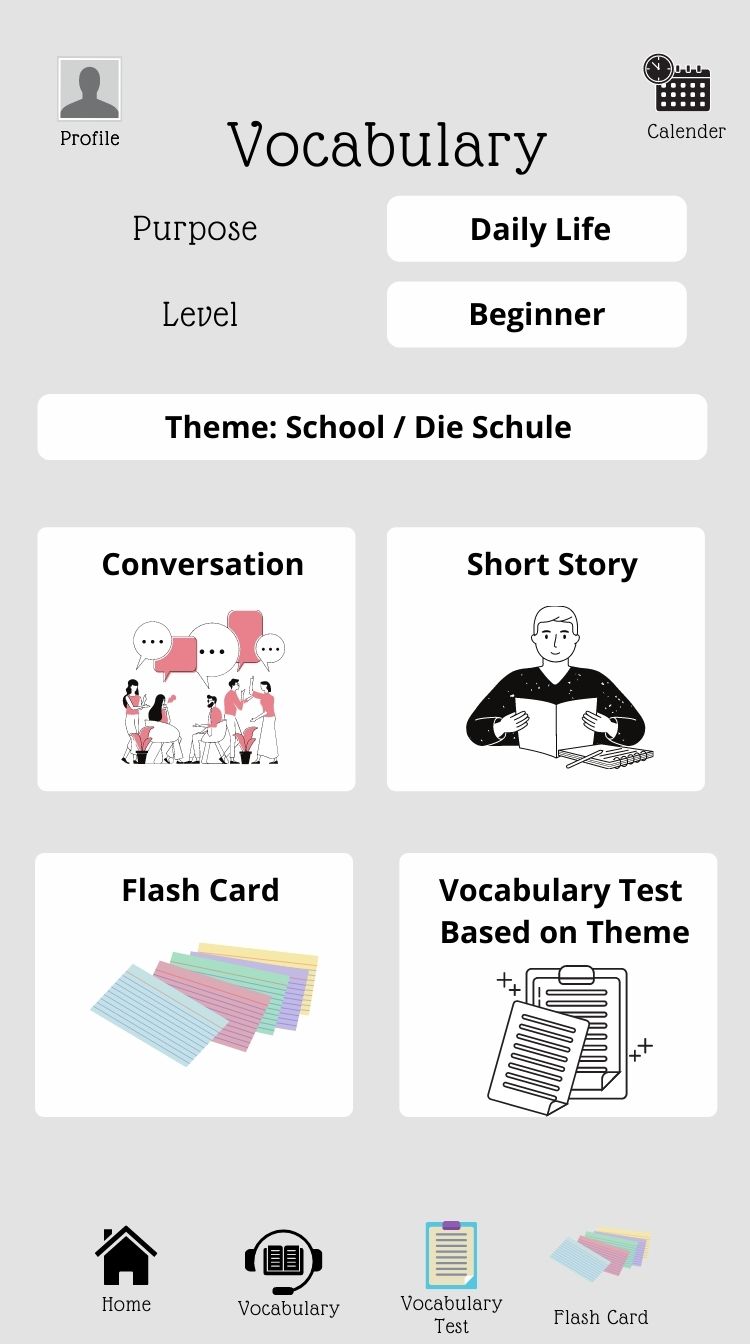 Profile
Calender
Vocabulary
Purpose
Daily Life
Level
Beginner
Theme: School / Die Schule
Conversation
Short Story
Flash Card
Vocabulary Test
Based on Theme
Home
Vocabulary
Vocabulary
Test
Flash Card